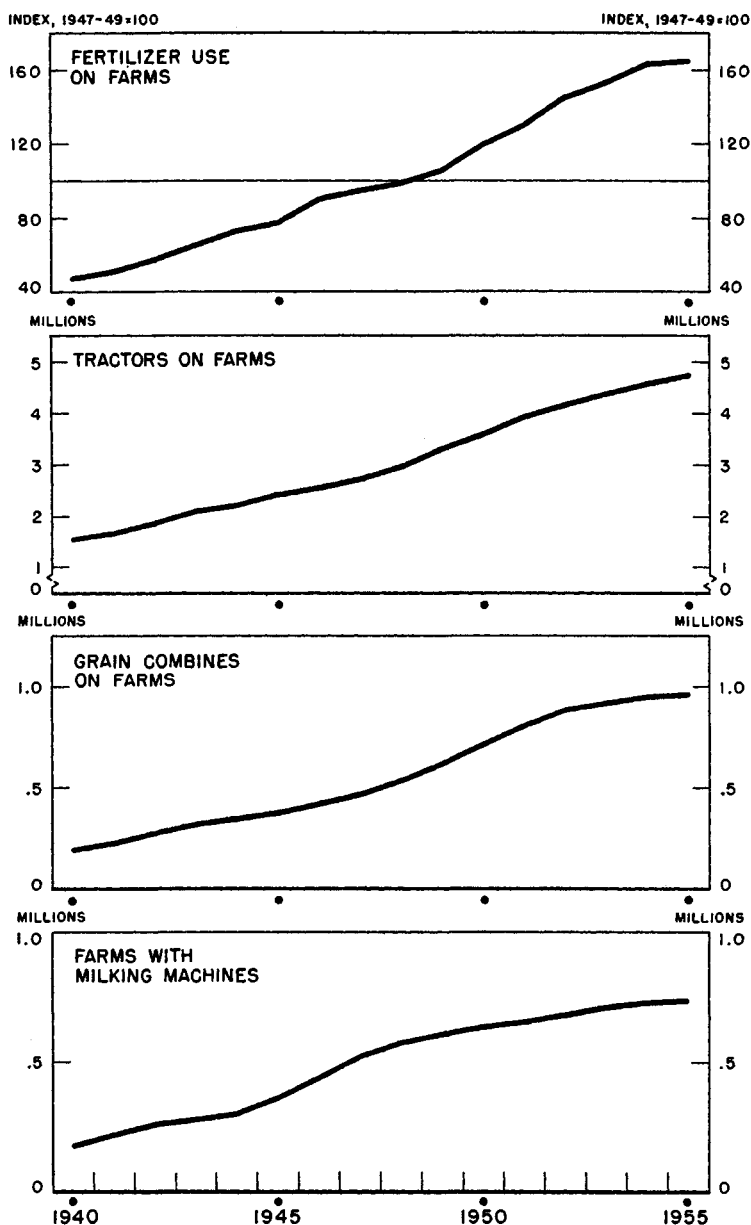 INDEX, 1947-49=100 INDEX, 1947-49=100
FERTILIZER USE
ON FARMS
160 160
120 120
80 80
40 40
MILLIONS MILLIONS
TRACTORS ON FARMS
5 5
4 4
3 3
2 2
1 1
0 0
MILLIONS MILLIONS
GRAIN COMBINES
ON FARMS
1.0 1.0
.5 .5
0 0
MILLIONS MILLIONS
1.0 1.0
FARMS WITH
MILKING MACHINES
.5 .5
0 0
1940 1945 1950 1955